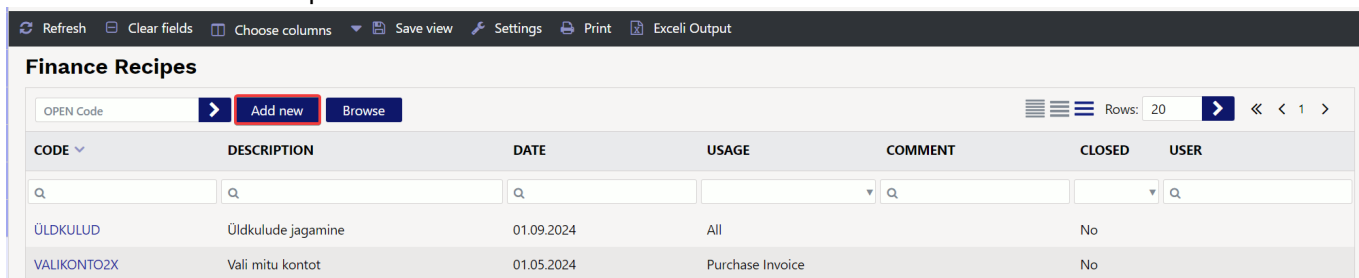 Refresh Clear fields Choose columns Save view Settings Print Exceli Output
Finance Recipes
OPEN Code Add new Browse Rows: 20 1
CODE DESCRIPTION DATE USAGE COMMENT CLOSED USER
ÜLDKULUD Üldkulude jagamine 01.09.2024 All No
VALIKONTO2X Vali mitu kontot 01.05.2024 Purchase Invoice No